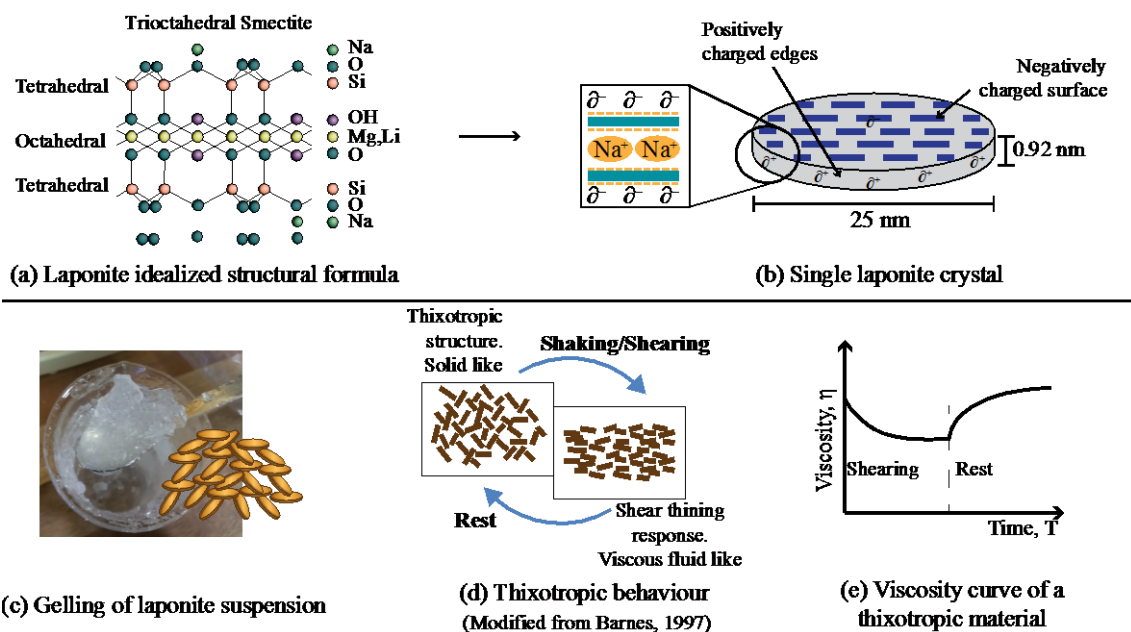 Trioctahedral Smectite
Na
O
Si
Tetrahedral
OH
Mg,Li
O
Octahedral
Tetrahedral
Si
O
Na
(a) Laponite idealized structural formula
Positively
charged edges
Negatively
charged surface
∂⁻ ∂⁻ ∂⁻
Na⁺ Na⁺
∂⁻ ∂⁻ ∂⁻
∂⁻
∂⁺ ∂⁺ ∂⁺ ∂⁺ ∂⁺
0.92 nm
25 nm
(b) Single laponite crystal
(c) Gelling of laponite suspension
Thixotropic
structure.
Solid like
Shaking/Shearing
Rest
Shear thining
response.
Viscous fluid like
(d) Thixotropic behaviour
(Modified from Barnes, 1997)
Viscosity, η
Shearing
Rest
Time, T
(e) Viscosity curve of a
thixotropic material